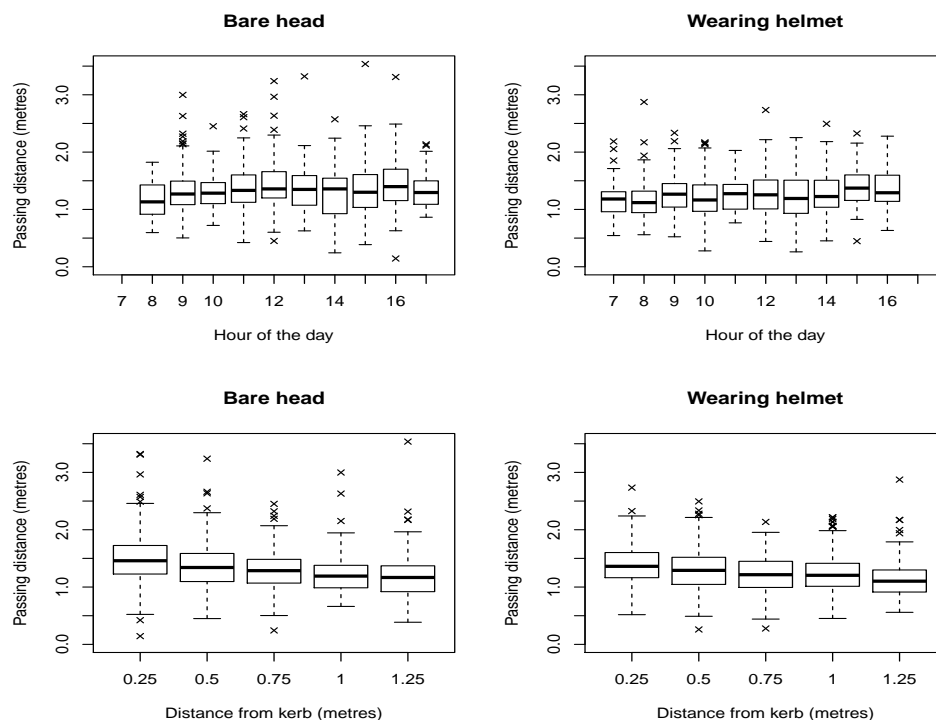 Bare head
Passing distance (metres)
0.0 1.0 2.0 3.0
7 8 9 10 12 14 16
Hour of the day
Wearing helmet
Passing distance (metres)
0.0 1.0 2.0 3.0
7 8 9 10 12 14 16
Hour of the day
Bare head
Passing distance (metres)
0.0 1.0 2.0 3.0
0.25 0.5 0.75 1 1.25
Distance from kerb (metres)
Wearing helmet
Passing distance (metres)
0.0 1.0 2.0 3.0
0.25 0.5 0.75 1 1.25
Distance from kerb (metres)